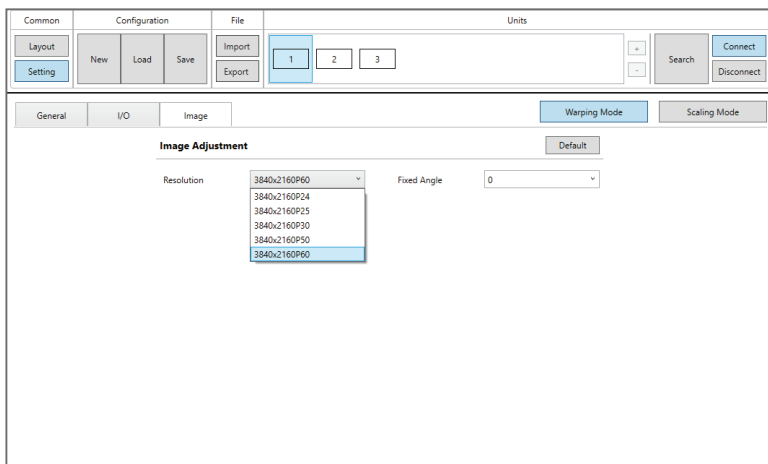 Common Configuration File Units
Layout
Setting
New Load Save
Import
Export
1 2 3
+
-
Search
Connect
Disconnect
General I/O Image
Warping Mode Scaling Mode
Image Adjustment Default
Resolution 3840x2160P60 Fixed Angle 0
3840x2160P24
3840x2160P25
3840x2160P30
3840x2160P50
3840x2160P60